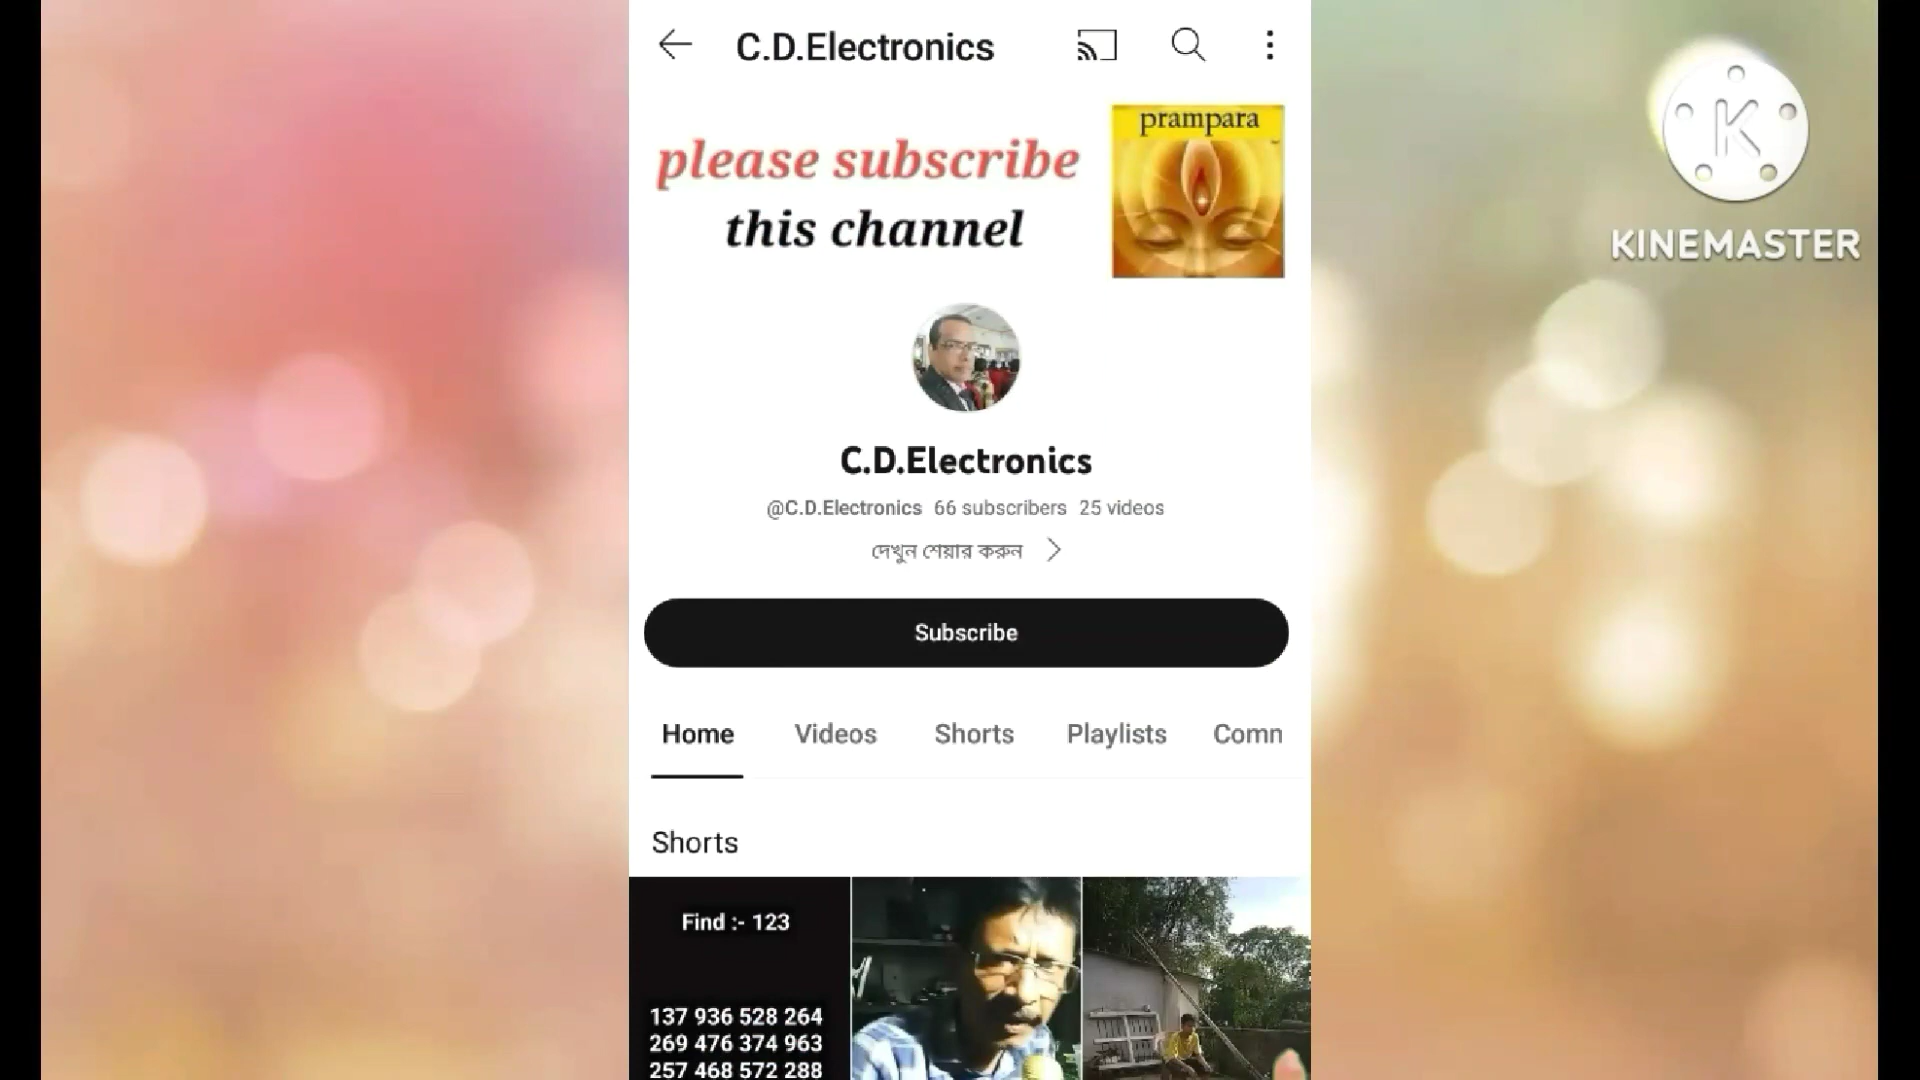 C.D.Electronics
please subscribe
this channel
prampara
KINEMASTER
C.D.Electronics
@C.D.Electronics 66 subscribers 25 videos
দেখুন শেয়ার করুন
Subscribe
Home Videos Shorts Playlists Comn
Shorts
Find :- 123
137 936 528 264
269 476 374 963
257 468 572 288